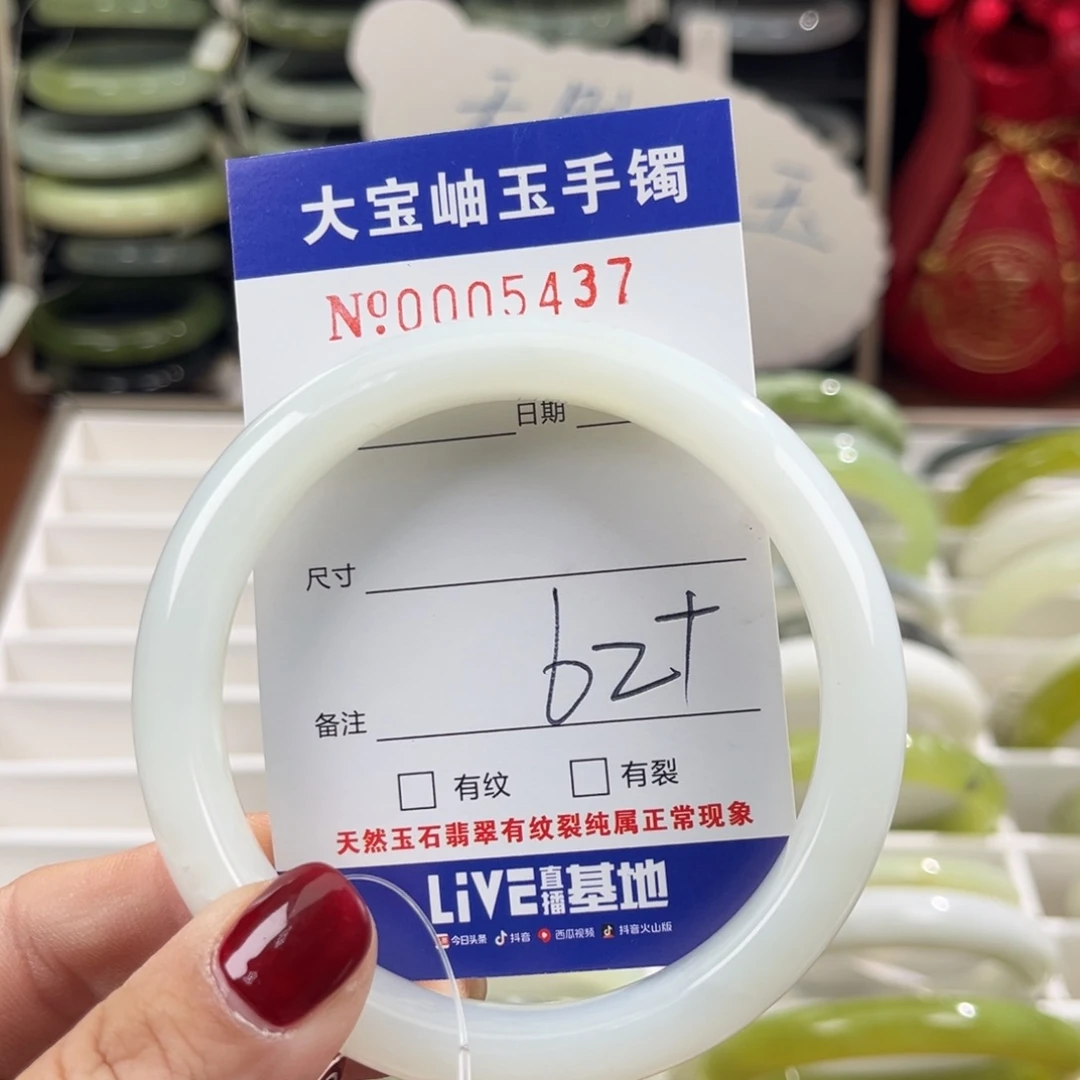 大宝岫玉手镯
№0005437
日期
尺寸
62+
备注
有纹 有裂
天然玉石翡翠有纹裂纯属正常现象
LiVE直播基地
今日头条 抖音 西瓜视频 抖音火山版